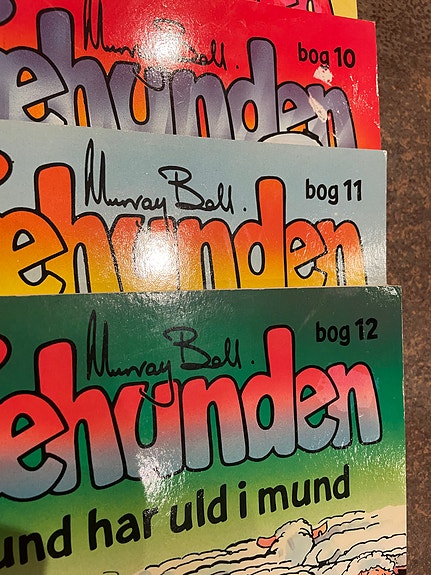 Murray Ball.
bog 10
ehunden
Murray Ball.
bog 11
ehunden
Murray Ball.
bog 12
ehunden
und har uld i mund